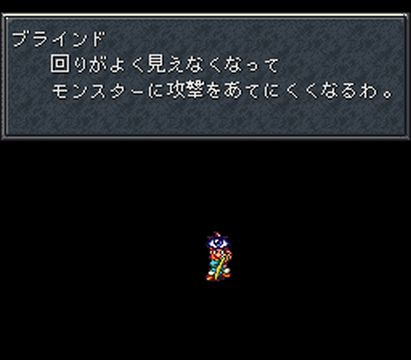 ブラインド
回りがよく見えなくなって
モンスターに攻撃をあてにくくなるわ。